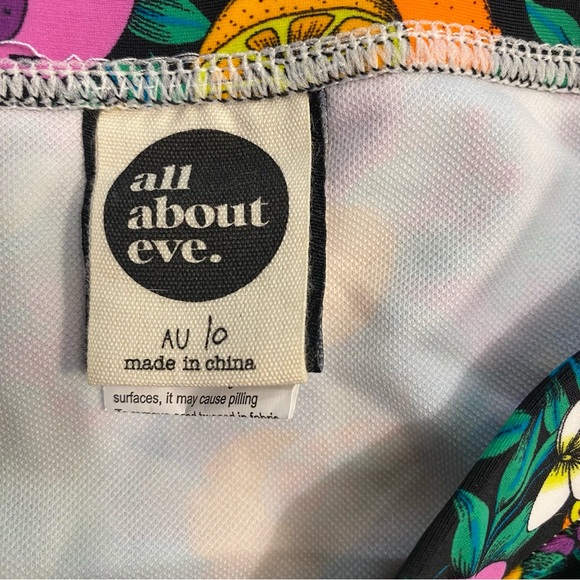 all
about
eve.
AU 10
made in china
surfaces, it may cause pilling